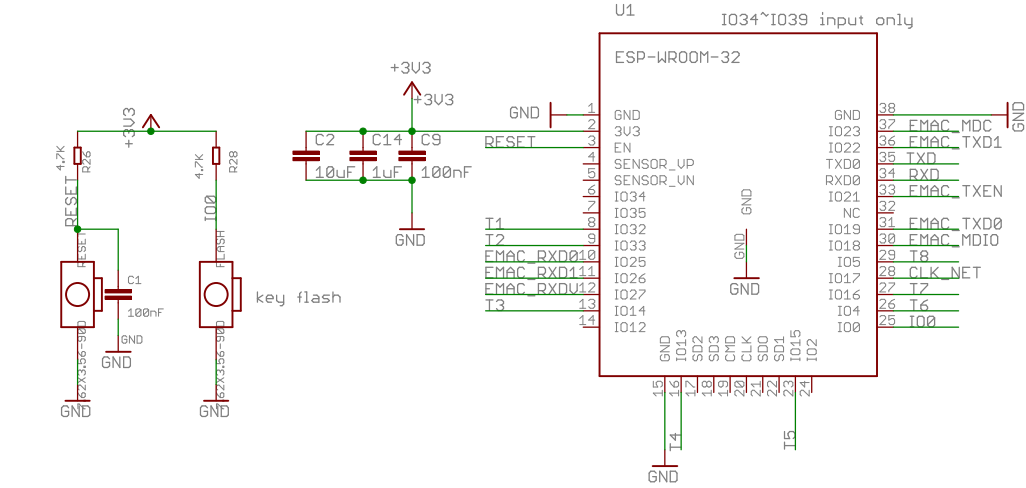 U1
IO34~IO39 input only
ESP-WROOM-32
+3V3
+3V3
+3V3
GND
1
GND
2
3V3
RESET
3
EN
4
SENSOR_VP
5
SENSOR_VN
6
IO34
7
IO35
T1
8
IO32
T2
9
IO33
EMAC_RXD0
10
IO25
EMAC_RXD1
11
IO26
EMAC_RXDV
12
IO27
T3
13
IO14
14
IO12
GND
38
GND
IO23
37
EMAC_MDC
IO22
36
EMAC_TXD1
TXD0
35
TXD
RXD0
34
RXD
IO21
33
EMAC_TXEN
NC
32
IO19
31
EMAC_TXD0
IO18
30
EMAC_MDIO
IO5
29
T8
IO17
28
CLK_NET
IO16
27
T7
IO4
26
T6
IO0
25
IO0
GND
GND
GND
GND
IO13
SD2
SD3
CMD
CLK
SD0
SD1
IO15
IO2
15
16
17
18
19
20
21
22
23
24
T4
T5
GND
C2
10uF
C14
1uF
C9
100nF
GND
4.7K
R26
4.7K
R28
RESET
IO0
RESET
FLASH
C1
100nF
GND
GND
key flash
GND
GND